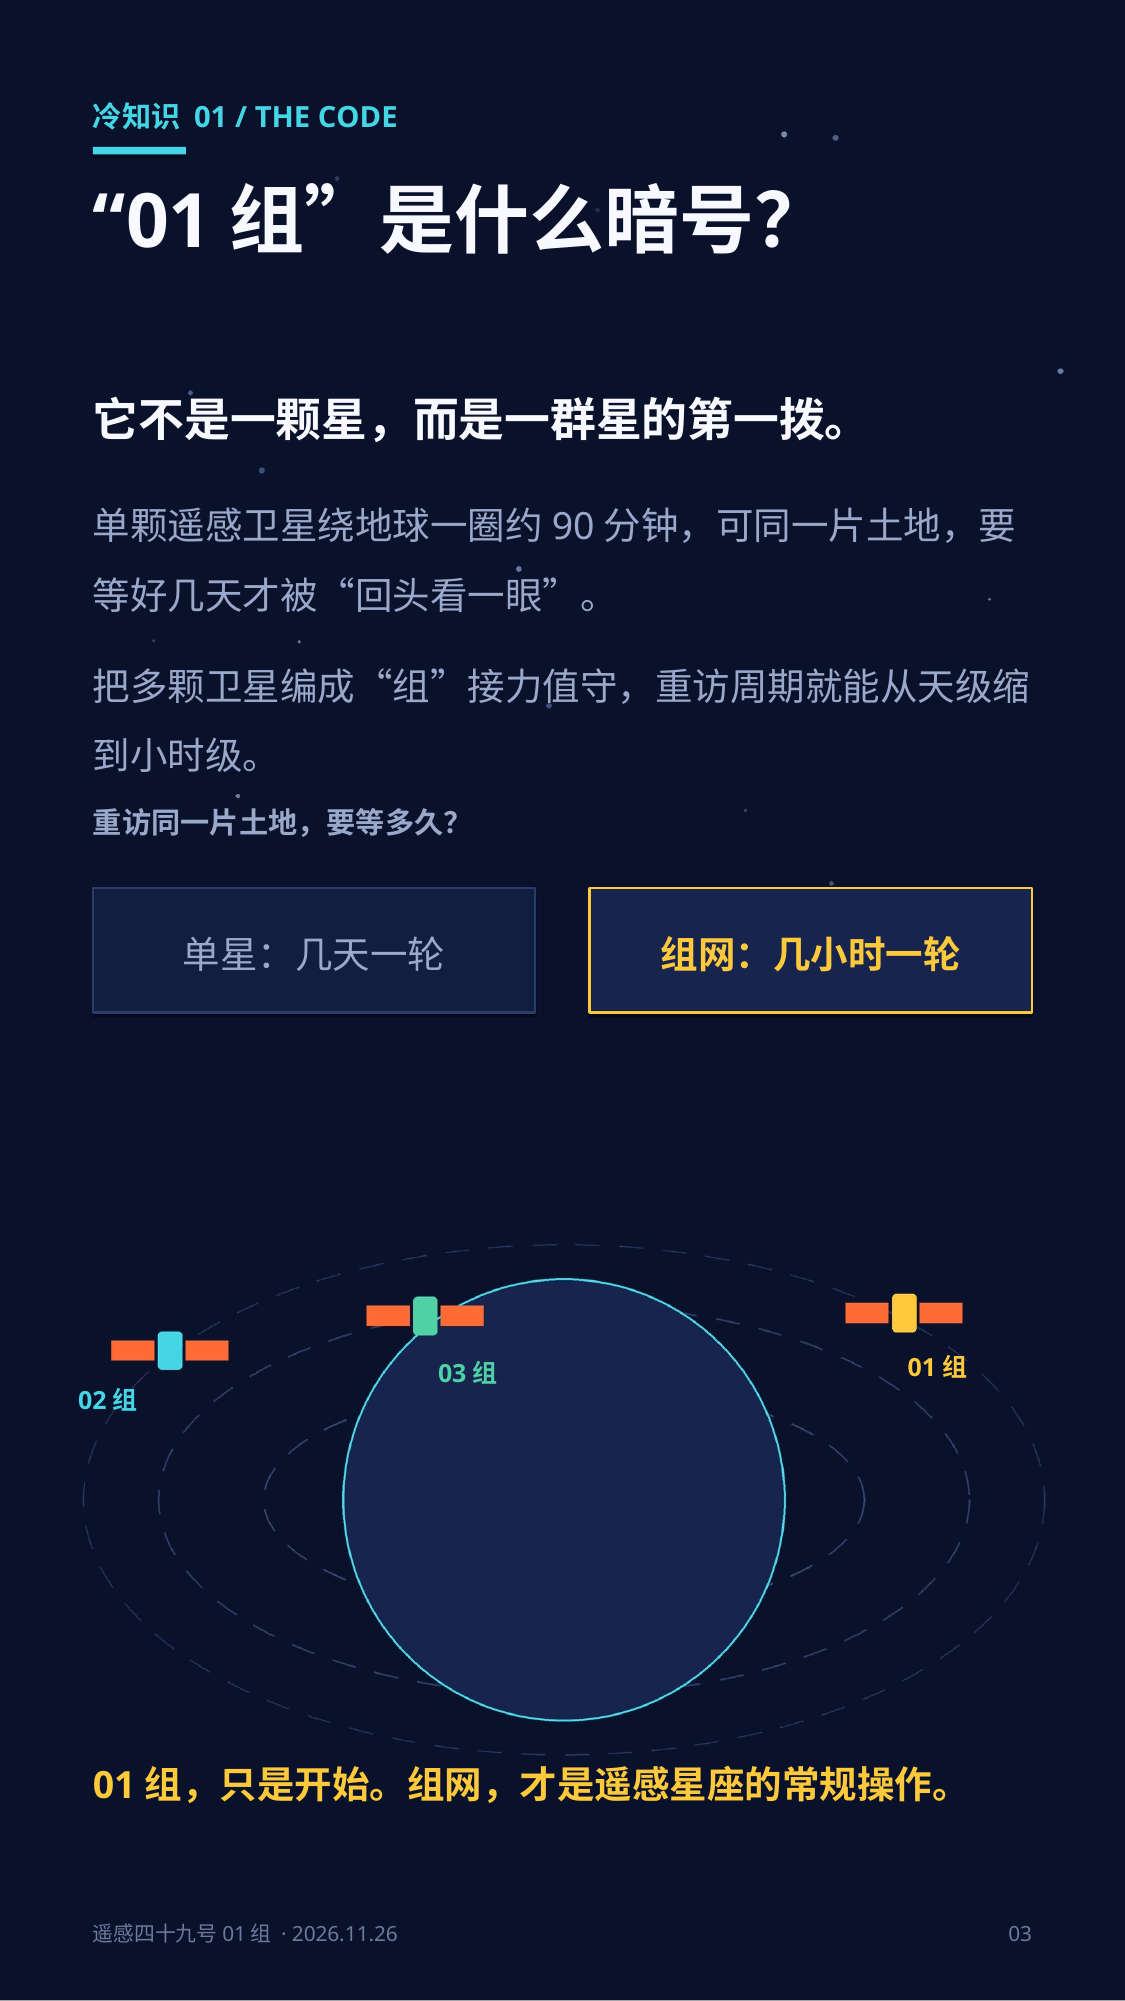 冷知识 01 / THE CODE
“01 组”是什么暗号？
它不是一颗星，而是一群星的第一拨。
单颗遥感卫星绕地球一圈约 90 分钟，可同一片土地，要
等好几天才被“回头看一眼”。
把多颗卫星编成“组”接力值守，重访周期就能从天级缩
到小时级。
重访同一片土地，要等多久？
单星：几天一轮
组网：几小时一轮
03 组
01 组
02 组
01 组，只是开始。组网，才是遥感星座的常规操作。
遥感四十九号 01 组 · 2026.11.26
03